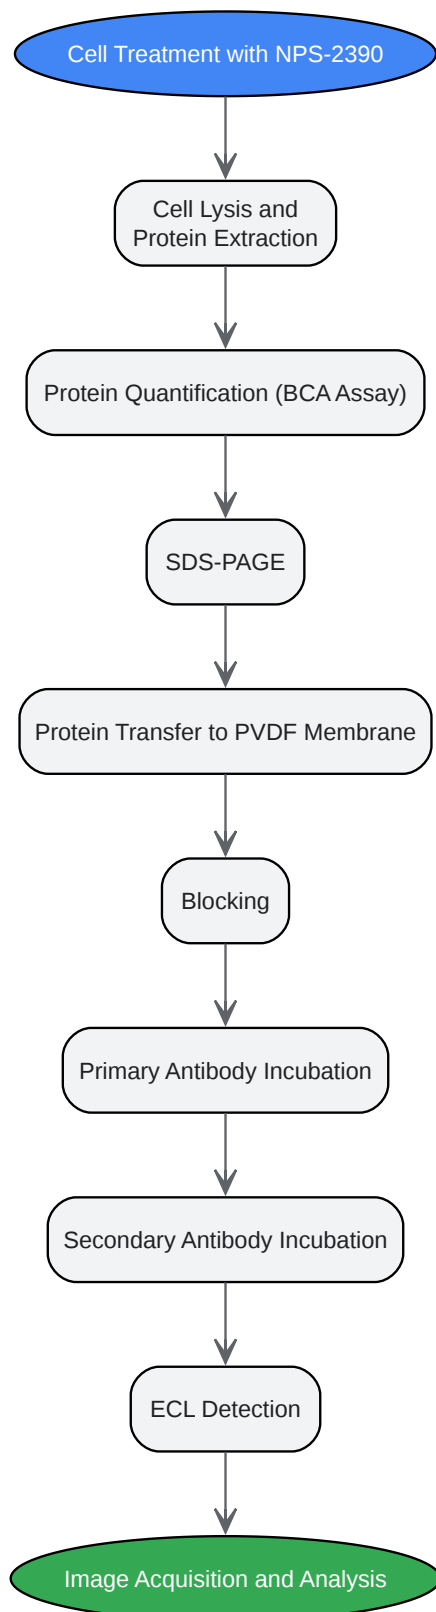 Cell Treatment with NPS-2390
Cell Lysis and
Protein Extraction
Protein Quantification (BCA Assay)
SDS-PAGE
Protein Transfer to PVDF Membrane
Blocking
Primary Antibody Incubation
Secondary Antibody Incubation
ECL Detection
Image Acquisition and Analysis